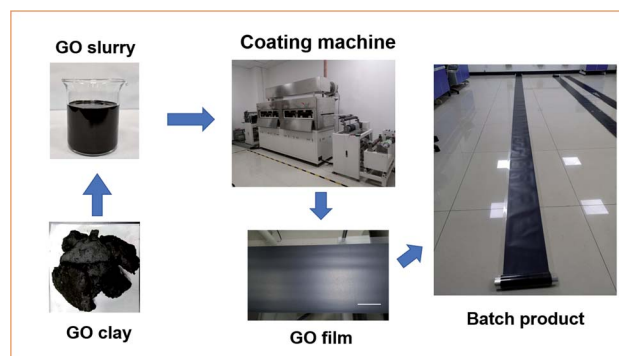 GO slurry
Coating machine
GO clay
GO film
Batch product